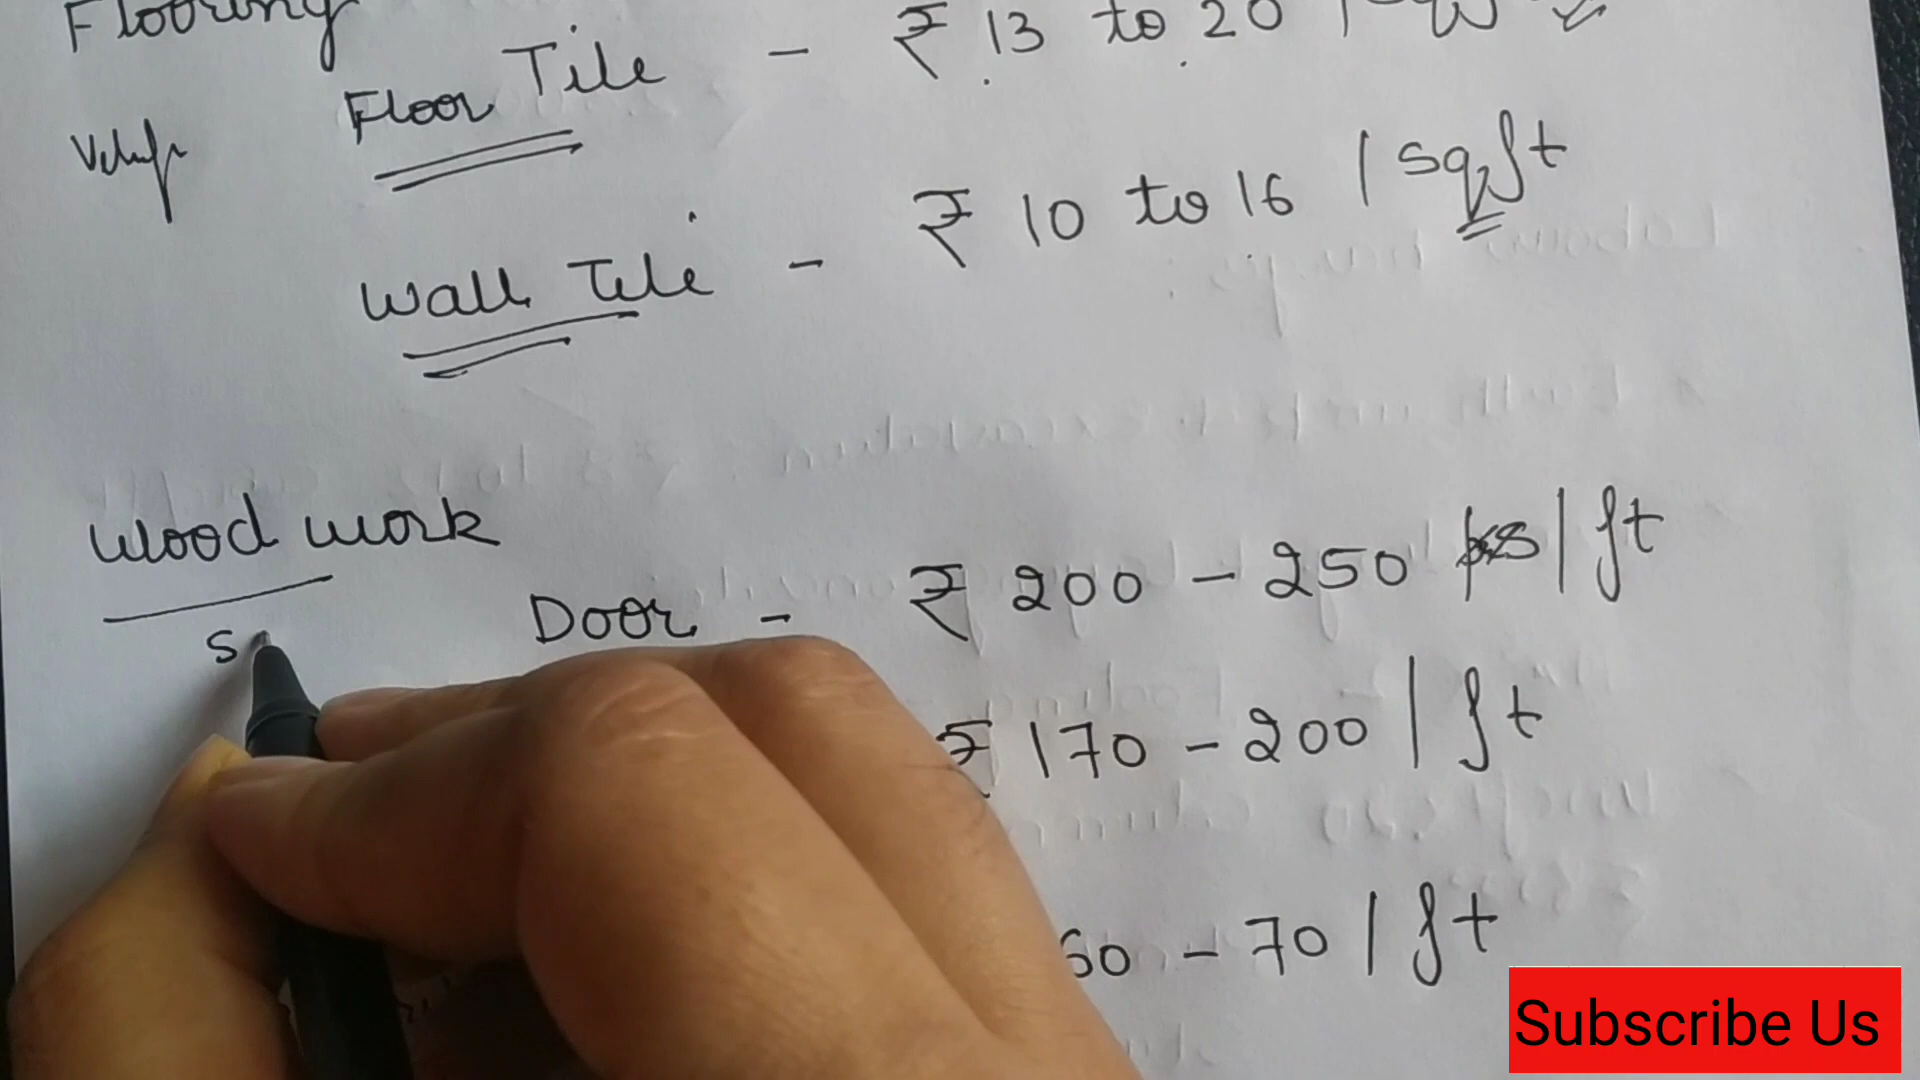 Flooring
Floor Tile - ₹ 13 to 20 /
Wall Tile - ₹ 10 to 16 / sqft
Wood work
S
Door - ₹ 200 - 250 / ft
₹ 170 - 200 / ft
60 - 70 / ft
Subscribe Us